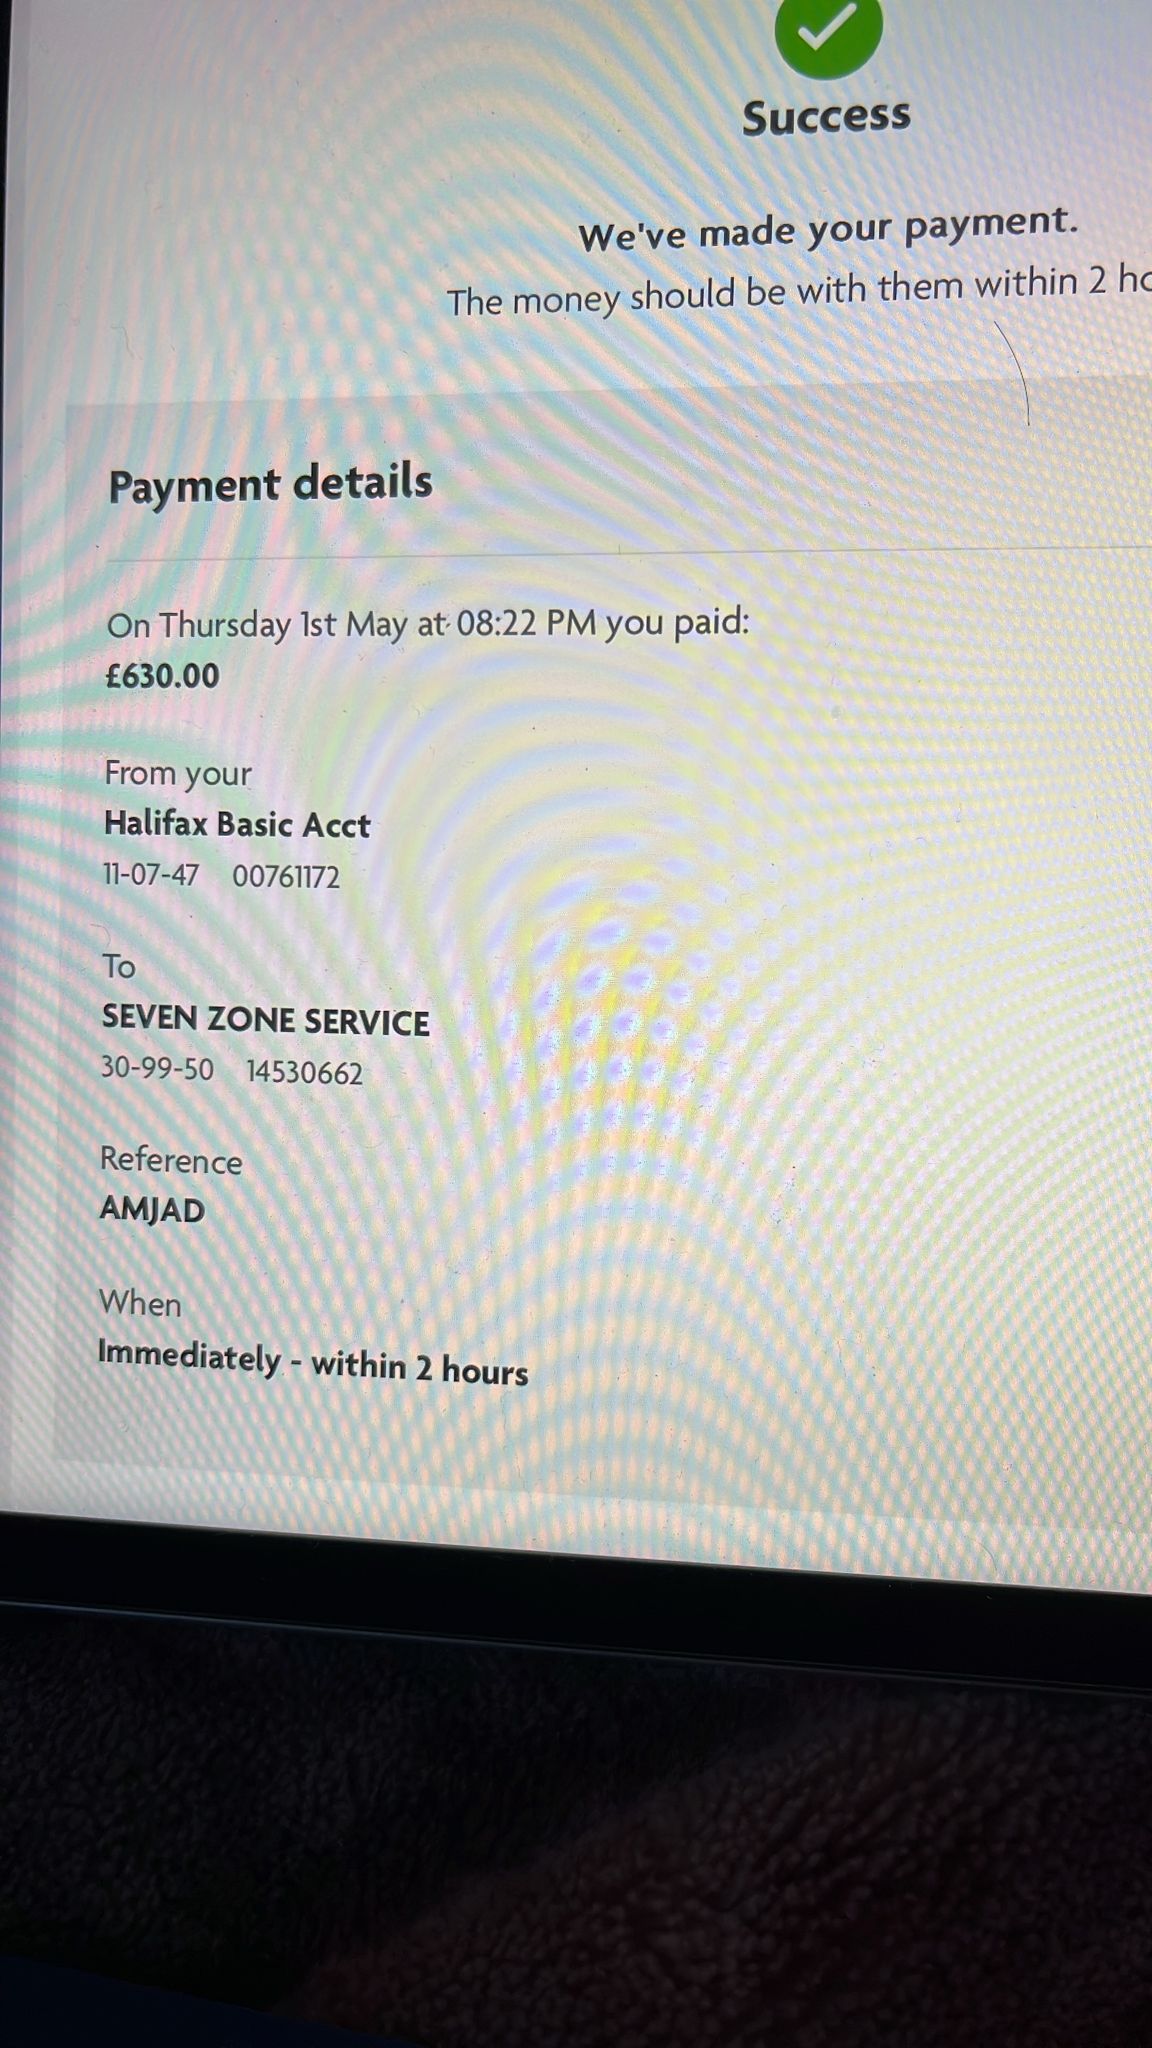 Success
We've made your payment.
The money should be with them within 2
Payment details
On Thursday 1st May at 08:22 PM you paid:
£630.00
From your
Halifax Basic Acct
11-07-47 00761172
To
SEVEN ZONE SERVICE
30-99-50 14530662
Reference
AMJAD
When
Immediately - within 2 hours